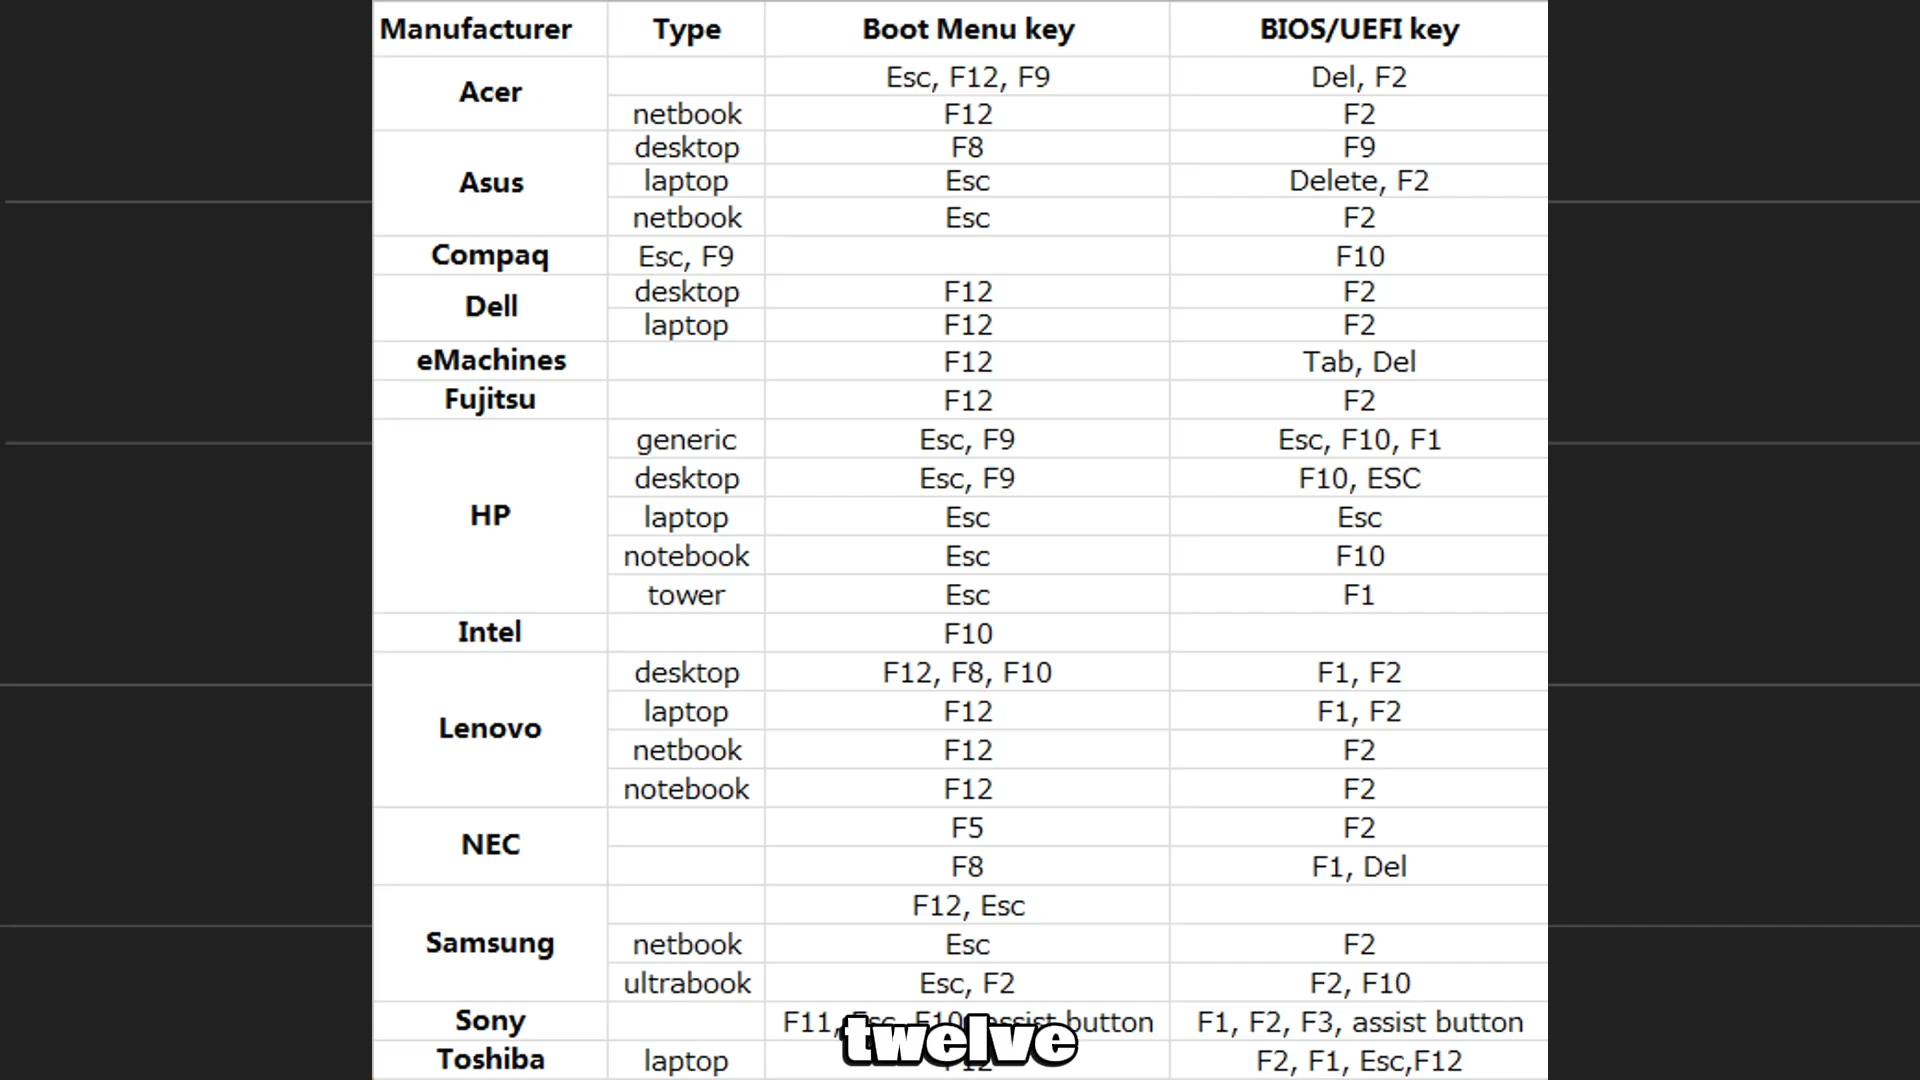 Manufacturer Type Boot Menu key BIOS/UEFI key
Acer
Esc, F12, F9 Del, F2
netbook F12 F2
Asus
desktop F8 F9
laptop Esc Delete, F2
netbook Esc F2
Compaq Esc, F9 F10
Dell
desktop F12 F2
laptop F12 F2
eMachines F12 Tab, Del
Fujitsu F12 F2
HP
generic Esc, F9 Esc, F10, F1
desktop Esc, F9 F10, ESC
laptop Esc Esc
notebook Esc F10
tower Esc F1
Intel F10
Lenovo
desktop F12, F8, F10 F1, F2
laptop F12 F1, F2
netbook F12 F2
notebook F12 F2
NEC
F5 F2
F8 F1, Del
Samsung
F12, Esc
netbook Esc F2
ultrabook Esc, F2 F2, F10
Sony F11, Esc, F10, assist button F1, F2, F3, assist button
twelve
Toshiba laptop F12 F2, F1, Esc,F12